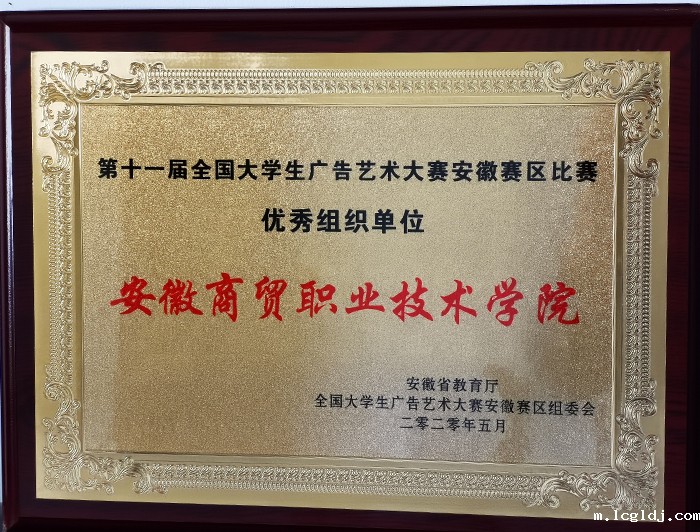 第十一届全国大学生广告艺术大赛安徽赛区比赛
优秀组织单位
安徽商贸职业技术学院
安徽省教育厅
全国大学生广告艺术大赛安徽赛区组委会
二零二零年五月
m.lcgldj.com